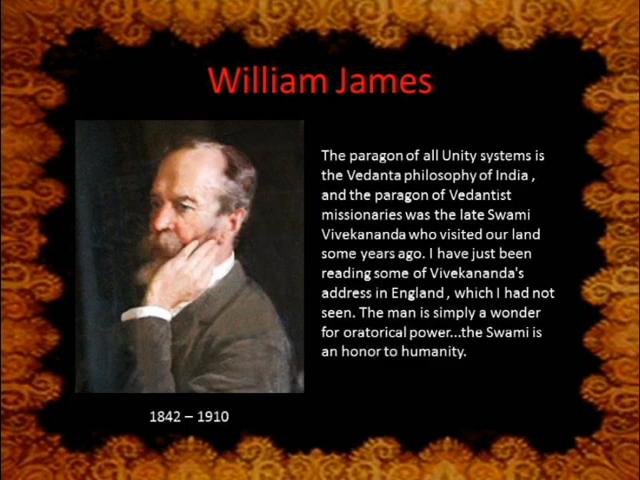 William James
The paragon of all Unity systems is
the Vedanta philosophy of India ,
and the paragon of Vedantist
missionaries was the late Swami
Vivekananda who visited our land
some years ago. I have just been
reading some of Vivekananda's
address in England , which I had not
seen. The man is simply a wonder
for oratorical power...the Swami is
an honor to humanity.
1842 – 1910